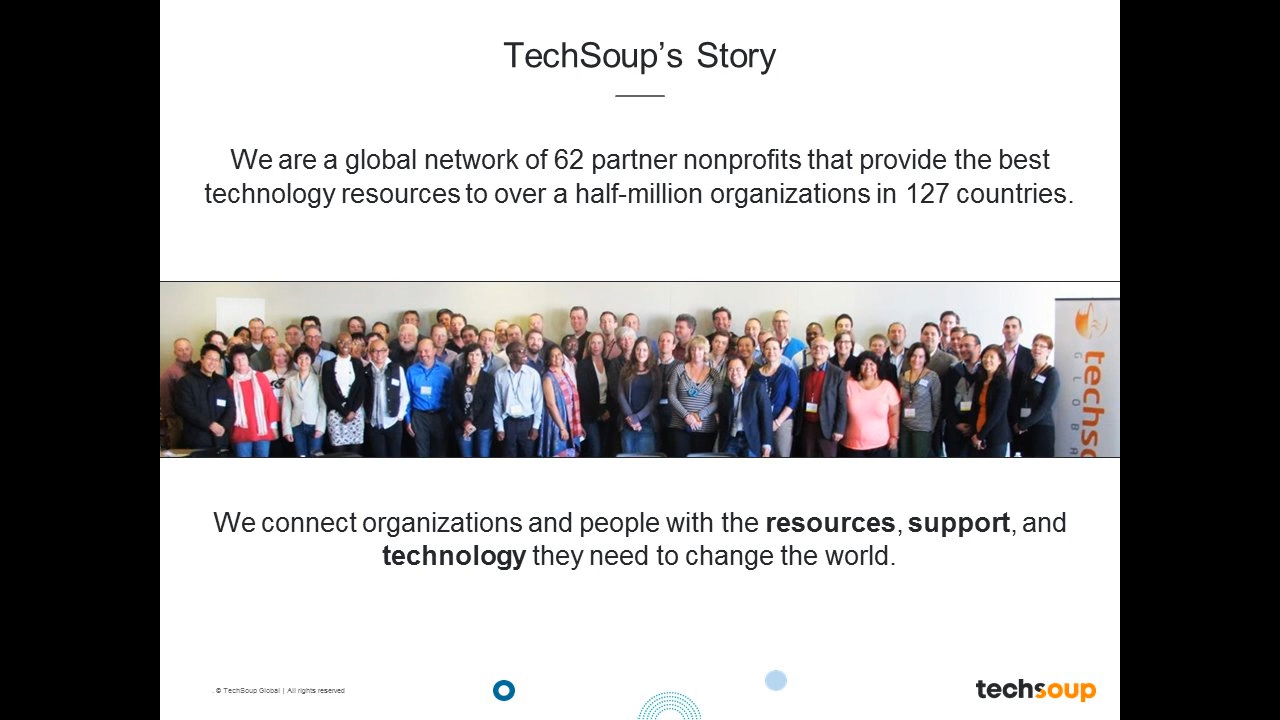 TechSoup’s Story
We are a global network of 62 partner nonprofits that provide the best
technology resources to over a half-million organizations in 127 countries.
techs
GLOBA
We connect organizations and people with the resources, support, and
technology they need to change the world.
. © TechSoup Global | All rights reserved
techsoup